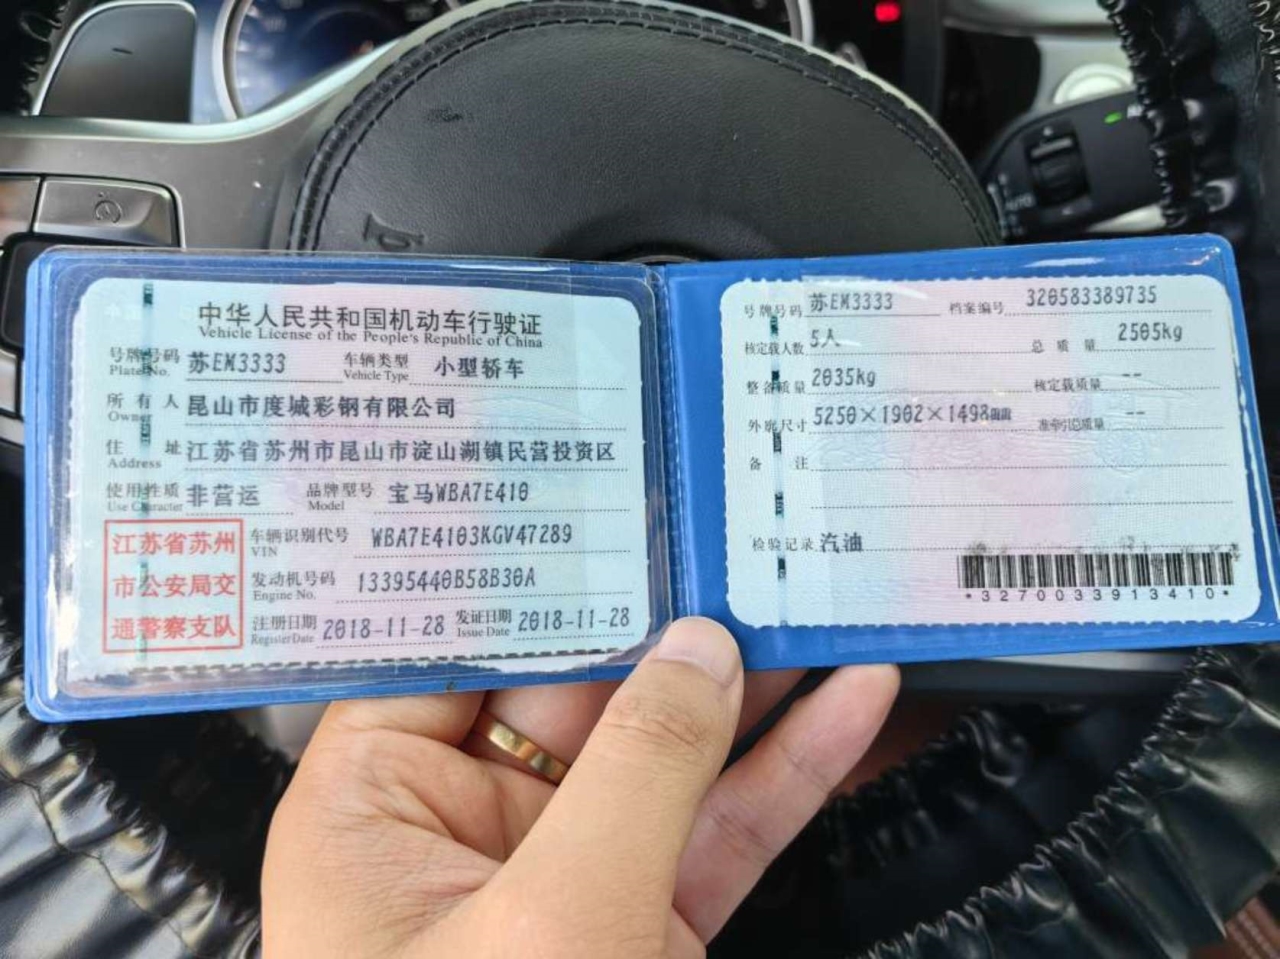 中华人民共和国机动车行驶证
Vehicle License of the People's Republic of China
号牌号码 苏EM3333 车辆类型 小型轿车
Plate No. Vehicle Type
所有人 昆山市度城彩钢有限公司
Owner
住址 江苏省苏州市昆山市淀山湖镇民营投资区
Address
使用性质 非营运 品牌型号 宝马WBA7E410
Use Character Model
江苏省苏州
市公安局交
通警察支队
车辆识别代号 WBA7E4103KGV47289
VIN
发动机号码 13395440B58B30A
Engine No.
注册日期 2018-11-28 发证日期 2018-11-28
Register Date Issue Date
号牌号码 苏EM3333 档案编号 320583389735
核定载人数 5人 总质量 2505kg
整备质量 2035kg 核定载质量 --
外廓尺寸 5250×1902×1498mm 准牵引总质量 --
备注
检验记录 汽油
*3270033913410*
AUTO